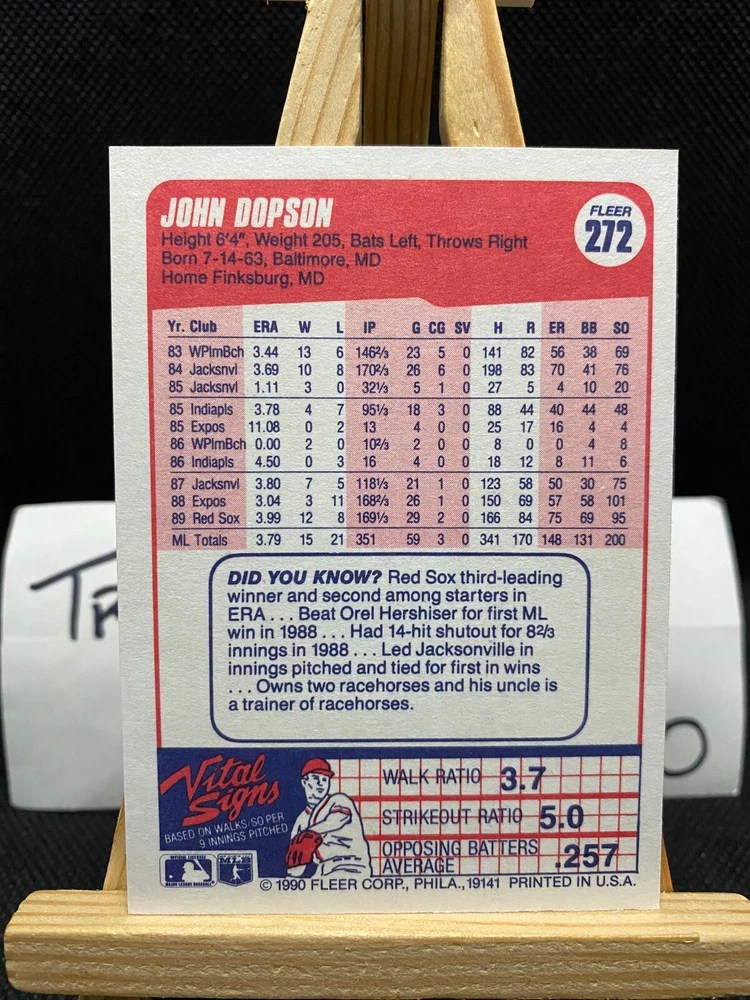 JOHN DOPSON
FLEER
272
Height 6'4", Weight 205, Bats Left, Throws Right
Born 7-14-63, Baltimore, MD
Home Finksburg, MD
Yr. Club ERA W L IP G CG SV H R ER BB SO
83 WPlmBch 3.44 13 6 146⅔ 23 5 0 141 82 56 38 69
84 Jacksnvl 3.69 10 8 170⅔ 26 6 0 198 83 70 41 76
85 Jacksnvl 1.11 3 0 32⅓ 5 1 0 27 5 4 10 20
85 Indiapls 3.78 4 7 95⅓ 18 3 0 88 44 40 44 48
85 Expos 11.08 0 2 13 4 0 0 25 17 16 4 4
86 WPlmBch 0.00 2 0 10⅔ 2 0 0 8 0 0 4 8
86 Indiapls 4.50 0 3 16 4 0 0 18 12 8 11 6
87 Jacksnvl 3.80 7 5 118⅓ 21 1 0 123 58 50 30 75
88 Expos 3.04 3 11 168⅔ 26 1 0 150 69 57 58 101
89 Red Sox 3.99 12 8 169⅓ 29 2 0 166 84 75 69 95
ML Totals 3.79 15 21 351 59 3 0 341 170 148 131 200
DID YOU KNOW? Red Sox third-leading
winner and second among starters in
ERA . . . Beat Orel Hershiser for first ML
win in 1988 . . . Had 14-hit shutout for 8⅔
innings in 1988 . . . Led Jacksonville in
innings pitched and tied for first in wins
. . . Owns two racehorses and his uncle is
a trainer of racehorses.
Vital
Signs
BASED ON WALKS/SO PER
9 INNINGS PITCHED
WALK RATIO 3.7
STRIKEOUT RATIO 5.0
OPPOSING BATTERS
AVERAGE .257
© 1990 FLEER CORP., PHILA., 19141 PRINTED IN U.S.A.